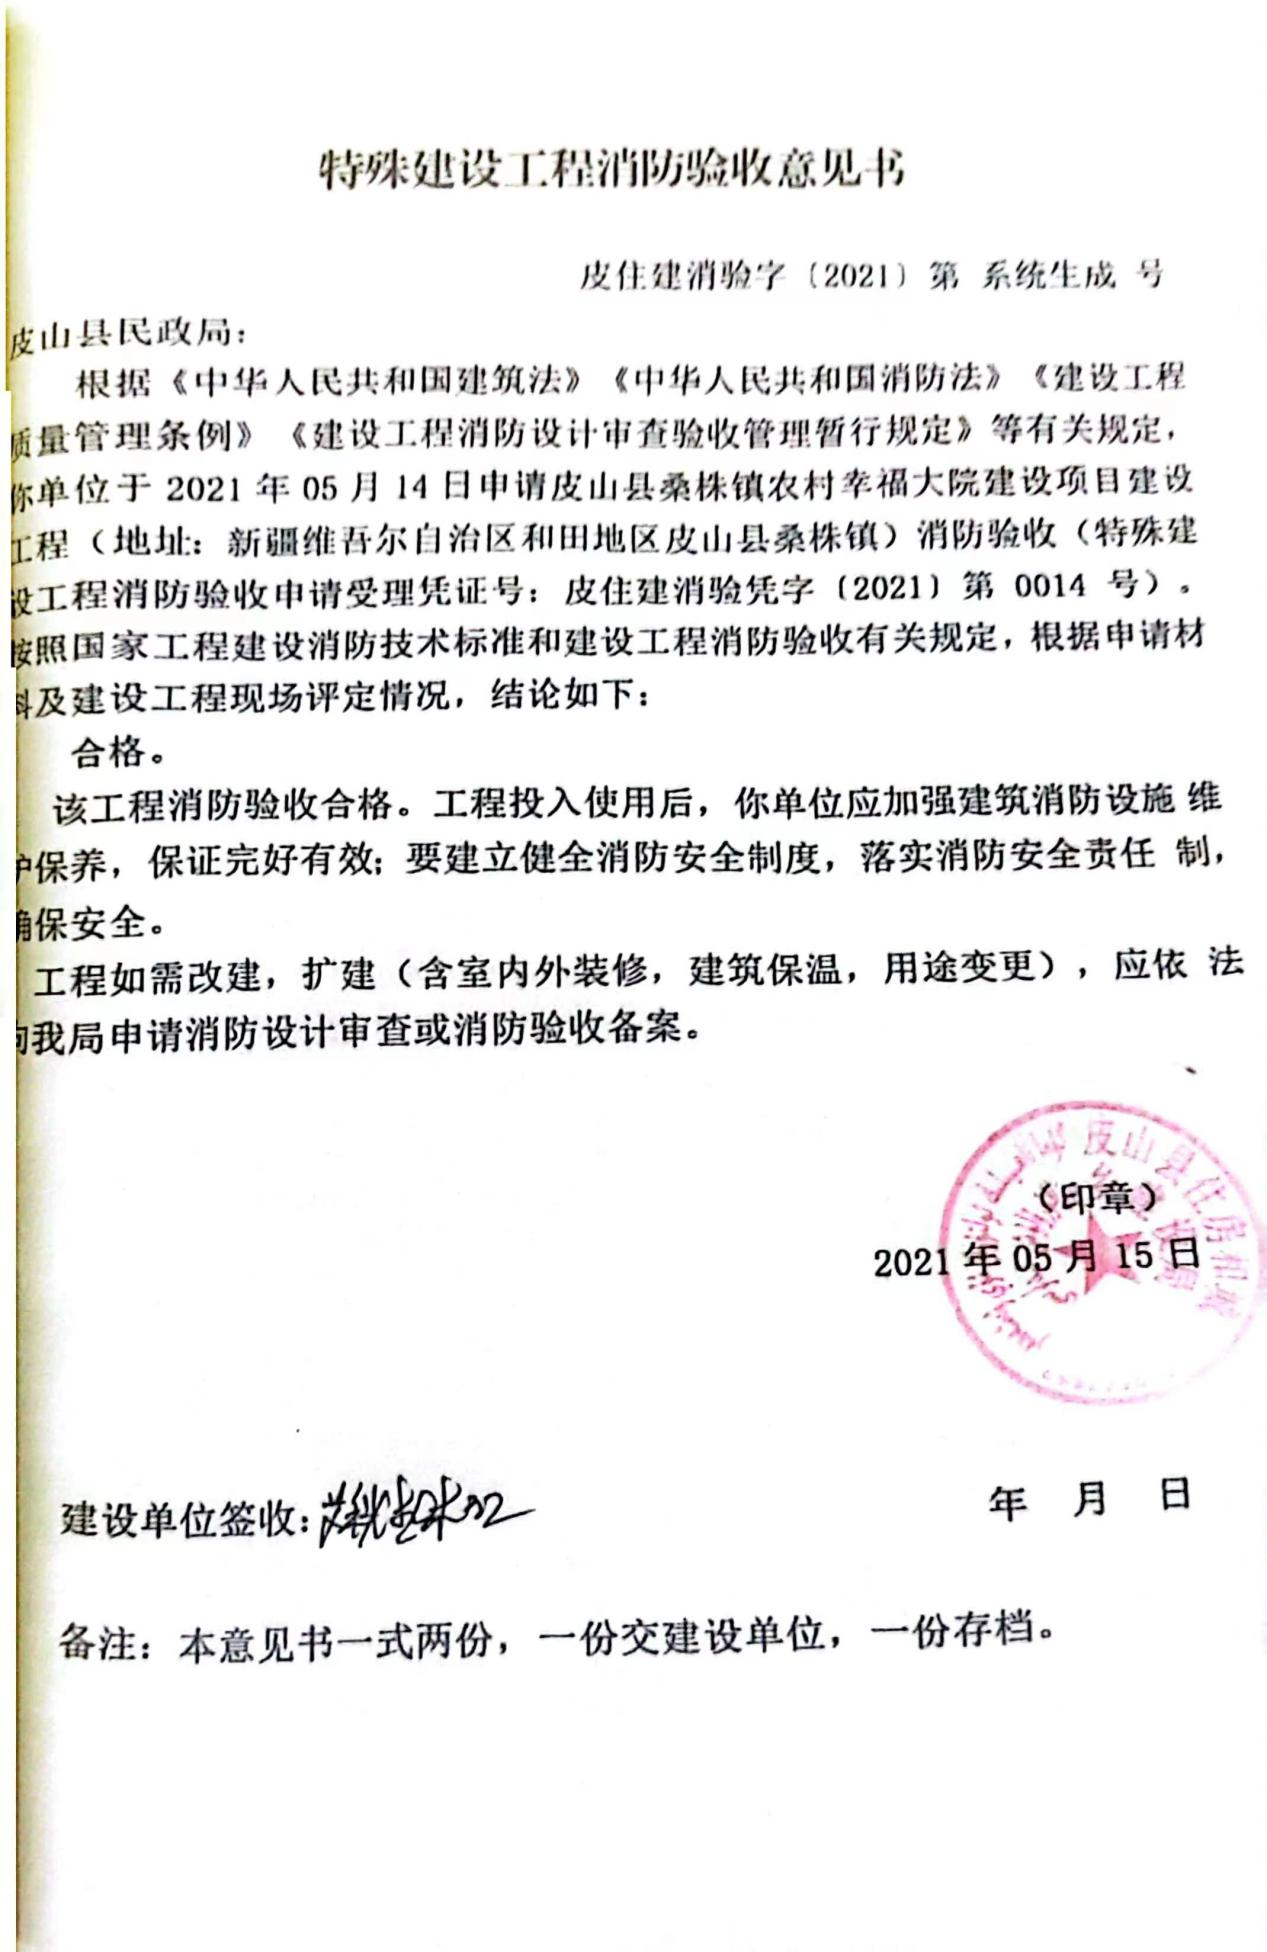 特殊建设工程消防验收意见书
皮住建消验字〔2021〕第 系统生成 号
皮山县民政局：
根据《中华人民共和国建筑法》《中华人民共和国消防法》《建设工程
质量管理条例》《建设工程消防设计审查验收管理暂行规定》等有关规定，
你单位于 2021 年 05 月 14 日申请皮山县桑株镇农村幸福大院建设项目建设
工程（地址：新疆维吾尔自治区和田地区皮山县桑株镇）消防验收（特殊建
设工程消防验收申请受理凭证号：皮住建消验凭字〔2021〕第 0014 号）。
按照国家工程建设消防技术标准和建设工程消防验收有关规定，根据申请材
料及建设工程现场评定情况，结论如下：
合格。
该工程消防验收合格。工程投入使用后，你单位应加强建筑消防设施 维
护保养，保证完好有效；要建立健全消防安全制度，落实消防安全责任 制，
确保安全。
工程如需改建，扩建（含室内外装修，建筑保温，用途变更），应依 法
向我局申请消防设计审查或消防验收备案。
皮山县住房和城乡建设局
（印章）
2021 年 05 月 15 日
建设单位签收：
年 月 日
备注：本意见书一式两份，一份交建设单位，一份存档。